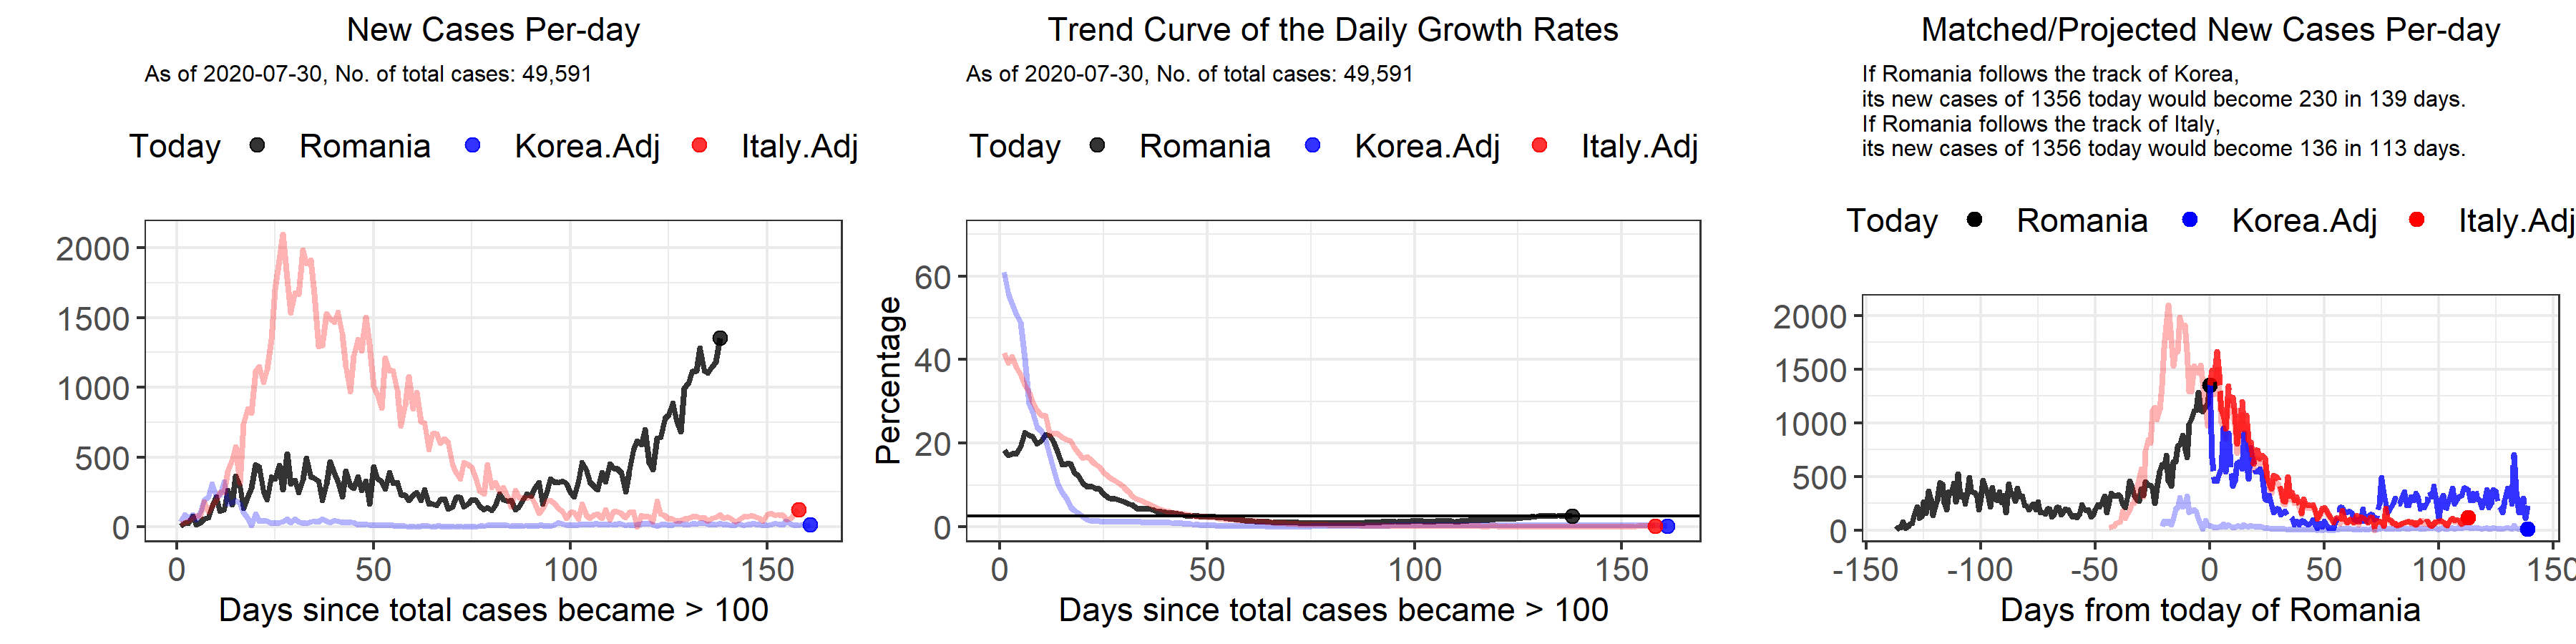 New Cases Per-day
As of 2020-07-30, No. of total cases: 49,591
Today Romania Korea.Adj Italy.Adj
2000
1500
1000
500
0
0 50 100 150
Days since total cases became > 100
Trend Curve of the Daily Growth Rates
As of 2020-07-30, No. of total cases: 49,591
Today Romania Korea.Adj Italy.Adj
Percentage
60
40
20
0
0 50 100 150
Days since total cases became > 100
Matched/Projected New Cases Per-day
If Romania follows the track of Korea,
its new cases of 1356 today would become 230 in 139 days.
If Romania follows the track of Italy,
its new cases of 1356 today would become 136 in 113 days.
Today Romania Korea.Adj Italy.Adj
2000
1500
1000
500
0
-150 -100 -50 0 50 100 150
Days from today of Romania